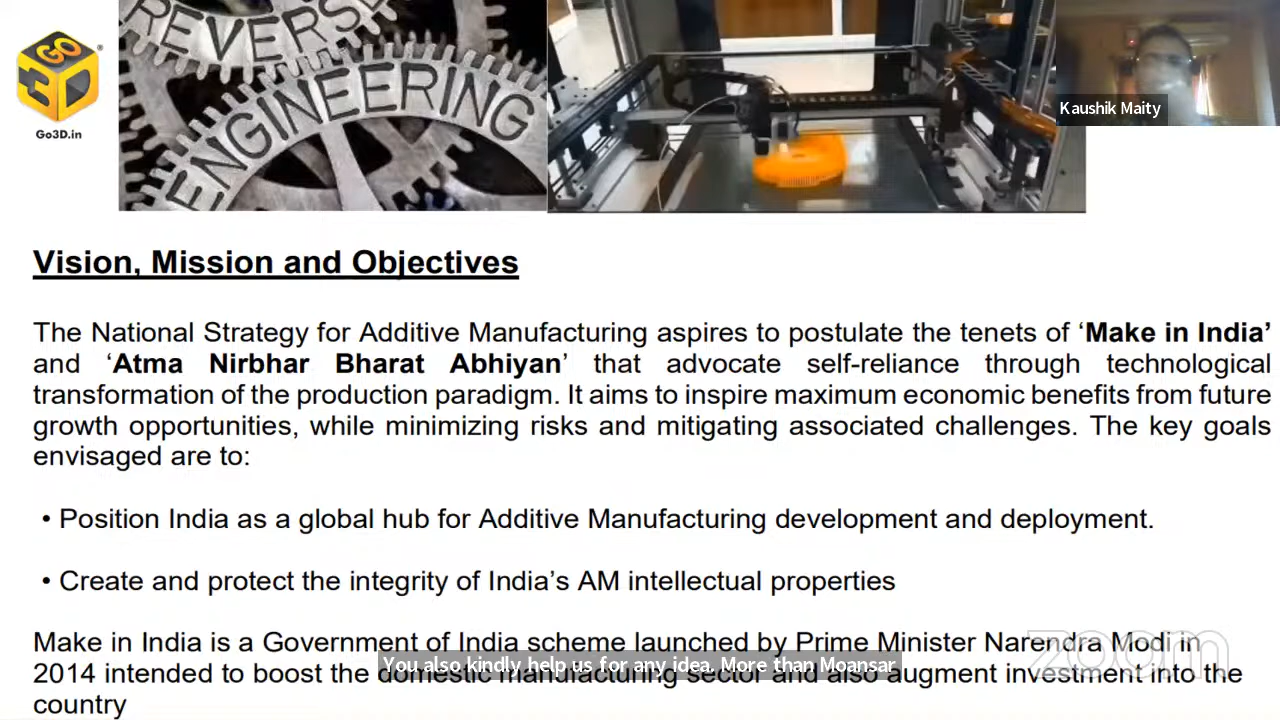 GO
3D
®
Go3D.in
REVERSE
ENGINEERING
Kaushik Maity
Vision, Mission and Objectives
The National Strategy for Additive Manufacturing aspires to postulate the tenets of ‘Make in India’
and ‘Atma Nirbhar Bharat Abhiyan’ that advocate self-reliance through technological
transformation of the production paradigm. It aims to inspire maximum economic benefits from future
growth opportunities, while minimizing risks and mitigating associated challenges. The key goals
envisaged are to:
• Position India as a global hub for Additive Manufacturing development and deployment.
• Create and protect the integrity of India’s AM intellectual properties
Make in India is a Government of India scheme launched by Prime Minister Narendra Modi in
2014 intended to boost the domestic manufacturing sector and also augment investment into the
country
You also kindly help us for any idea. More than Moansar
zoom